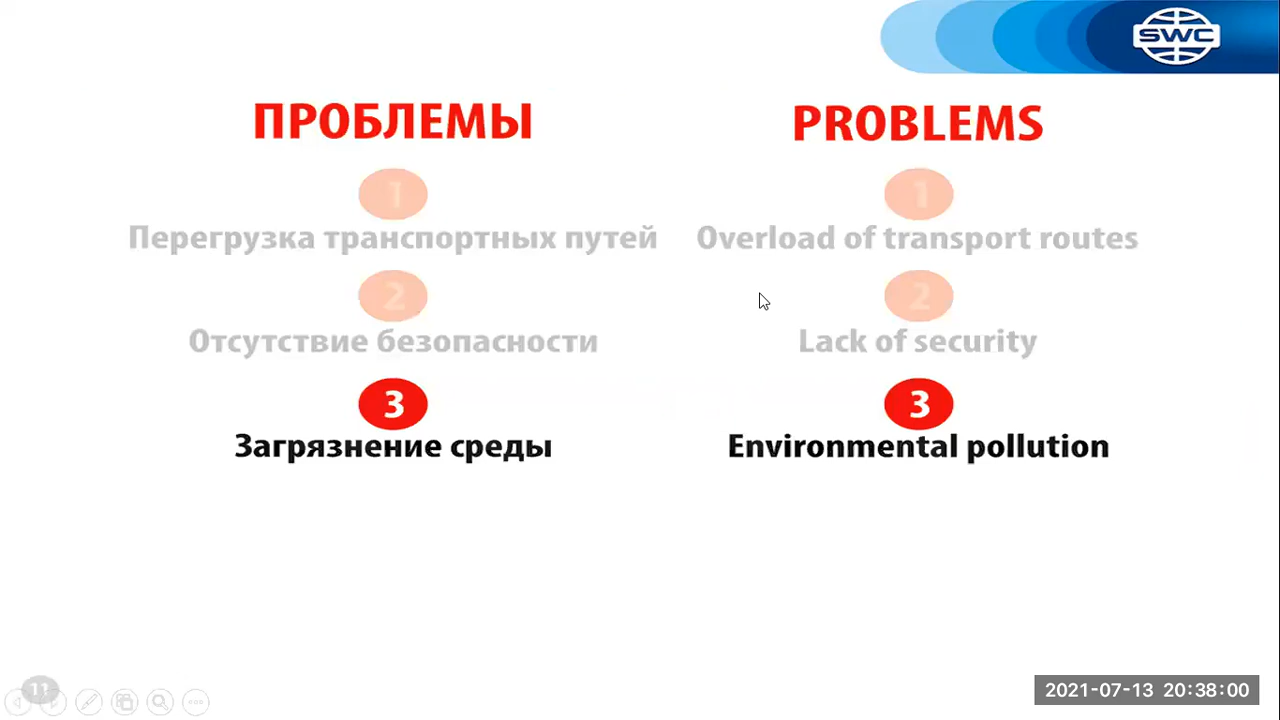 SWC
ПРОБЛЕМЫ
1
Перегрузка транспортных путей
2
Отсутствие безопасности
3
Загрязнение среды
PROBLEMS
1
Overload of transport routes
2
Lack of security
3
Environmental pollution
11
2021-07-13 20:38:00